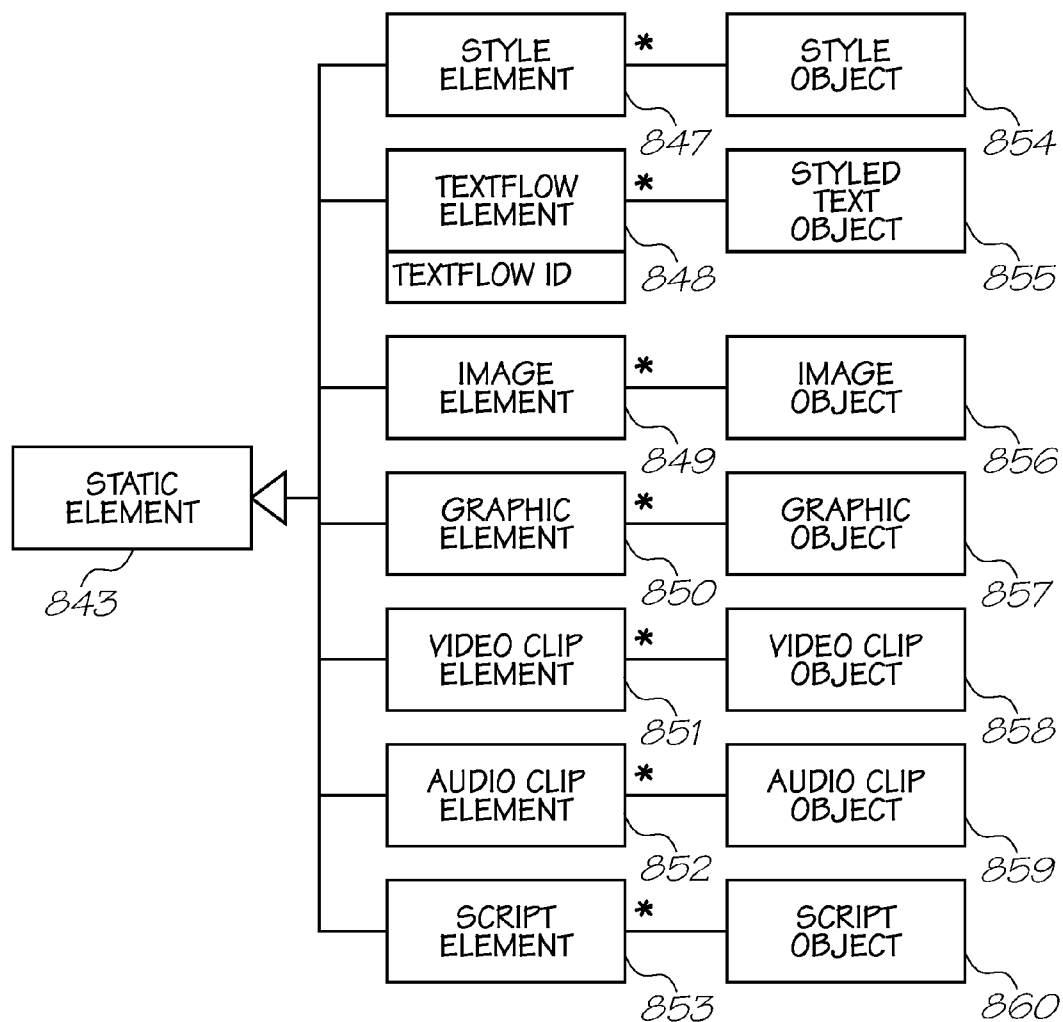 STYLE
ELEMENT
*
STYLE
OBJECT
847
854
TEXTFLOW
ELEMENT
*
STYLED
TEXT
OBJECT
TEXTFLOW ID
848
855
IMAGE
ELEMENT
*
IMAGE
OBJECT
849
856
STATIC
ELEMENT
843
GRAPHIC
ELEMENT
*
GRAPHIC
OBJECT
850
857
VIDEO CLIP
ELEMENT
*
VIDEO CLIP
OBJECT
851
858
AUDIO CLIP
ELEMENT
*
AUDIO CLIP
OBJECT
852
859
SCRIPT
ELEMENT
*
SCRIPT
OBJECT
853
860